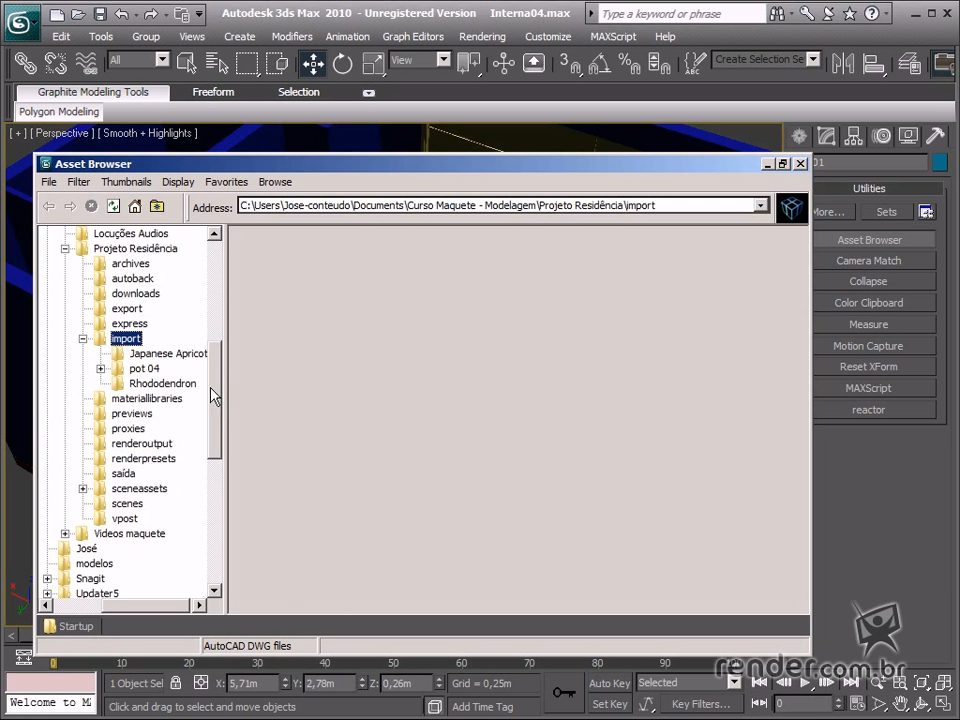 Autodesk 3ds Max 2010 - Unregistered Version Interna04.max
Type a keyword or phrase
Edit Tools Group Views Create Modifiers Animation Graph Editors Rendering Customize MAXScript Help
All View Create Selection Se
Graphite Modeling Tools Freeform Selection
Polygon Modeling
[ + ] [ Perspective ] [ Smooth + Highlights ]
Asset Browser
File Filter Thumbnails Display Favorites Browse
Address: C:\Users\Jose-conteudo\Documents\Curso Maquete - Modelagem\Projeto Residência\import
Locuções Audios
Projeto Residência
archives
autoback
downloads
export
express
import
Japanese Apricot
pot 04
Rhododendron
materiallibraries
previews
proxies
renderoutput
renderpresets
saída
sceneassets
scenes
vpost
Videos maquete
José
modelos
Snagit
Updater5
Startup
AutoCAD DWG files
01
Utilities
More... Sets
Asset Browser
Camera Match
Collapse
Color Clipboard
Measure
Motion Capture
Reset XForm
MAXScript
reactor
0 10 20 30 40 50 60 70 80
render.com.br
1 Object Sel X: 5,71m Y: 2,78m Z: 0,26m Grid = 0,25m Auto Key Selected
Welcome to M Click and drag to select and move objects Add Time Tag Set Key Key Filters... 0